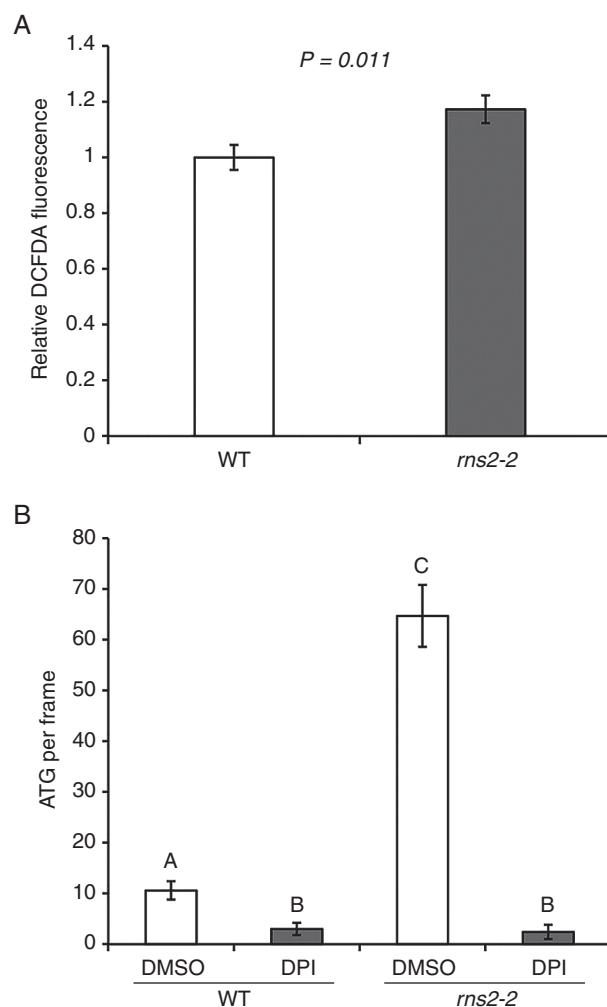 A
P = 0.011
1.4
1.2
1
0.8
0.6
0.4
0.2
0
Relative DCFDA fluorescence
WT rns2-2
B
80
70
60
50
40
30
20
10
0
ATG per frame
A B C B
DMSO DPI DMSO DPI
WT rns2-2